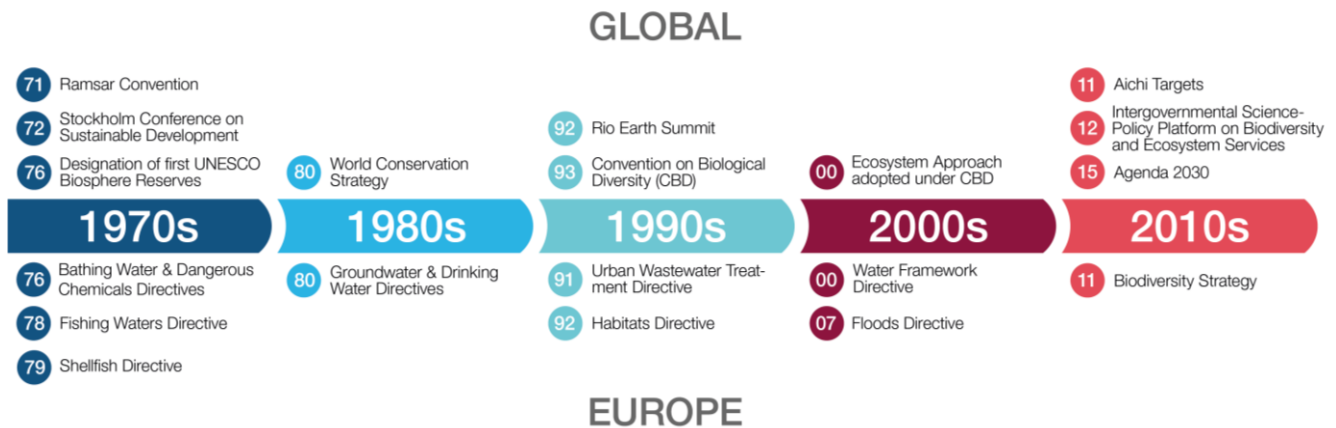 GLOBAL
71 Ramsar Convention
72 Stockholm Conference on
Sustainable Development
76 Designation of first UNESCO
Biosphere Reserves
80 World Conservation
Strategy
92 Rio Earth Summit
93 Convention on Biological
Diversity (CBD)
00 Ecosystem Approach
adopted under CBD
11 Aichi Targets
12 Intergovernmental Science-
Policy Platform on Biodiversity
and Ecosystem Services
15 Agenda 2030
1970s
1980s
1990s
2000s
2010s
76 Bathing Water & Dangerous
Chemicals Directives
78 Fishing Waters Directive
79 Shellfish Directive
80 Groundwater & Drinking
Water Directives
91 Urban Wastewater Treat-
ment Directive
92 Habitats Directive
00 Water Framework
Directive
07 Floods Directive
11 Biodiversity Strategy
EUROPE